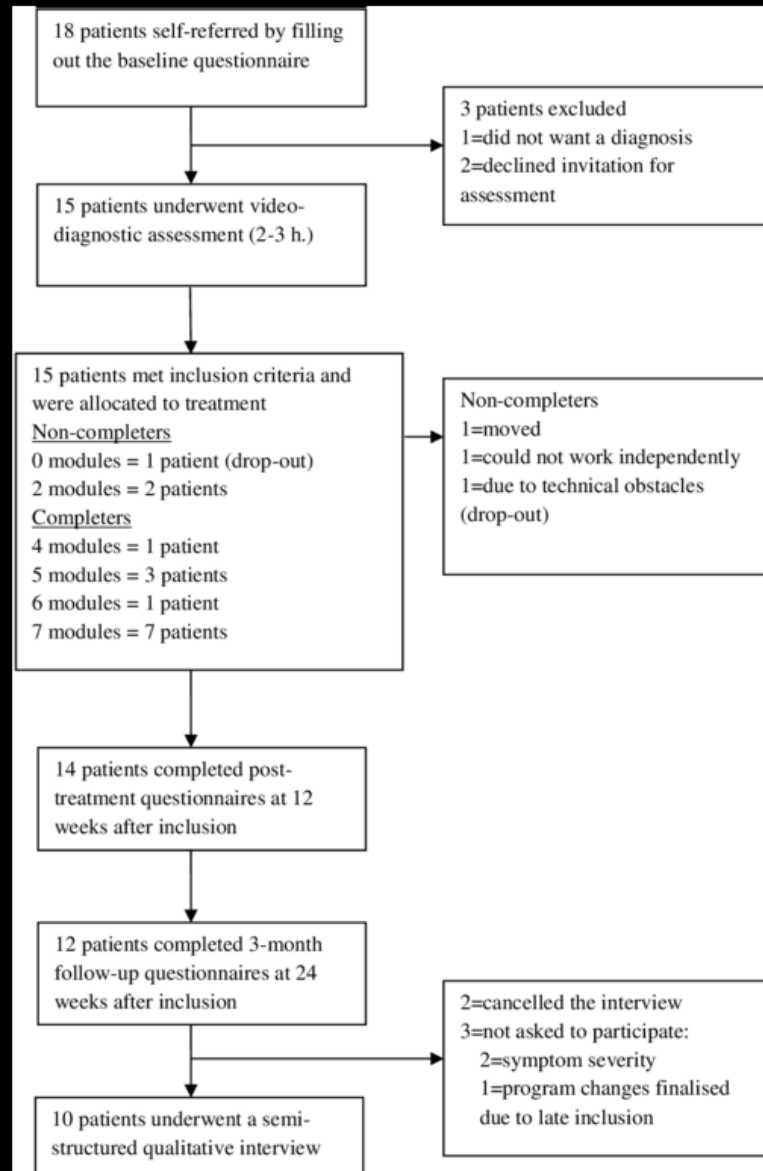 18 patients self-referred by filling
out the baseline questionnaire
3 patients excluded
1=did not want a diagnosis
2=declined invitation for
assessment
15 patients underwent video-
diagnostic assessment (2-3 h.)
15 patients met inclusion criteria and
were allocated to treatment
Non-completers
0 modules = 1 patient (drop-out)
2 modules = 2 patients
Completers
4 modules = 1 patient
5 modules = 3 patients
6 modules = 1 patient
7 modules = 7 patients
Non-completers
1=moved
1=could not work independently
1=due to technical obstacles
(drop-out)
14 patients completed post-
treatment questionnaires at 12
weeks after inclusion
12 patients completed 3-month
follow-up questionnaires at 24
weeks after inclusion
2=cancelled the interview
3=not asked to participate:
2=symptom severity
1=program changes finalised
due to late inclusion
10 patients underwent a semi-
structured qualitative interview